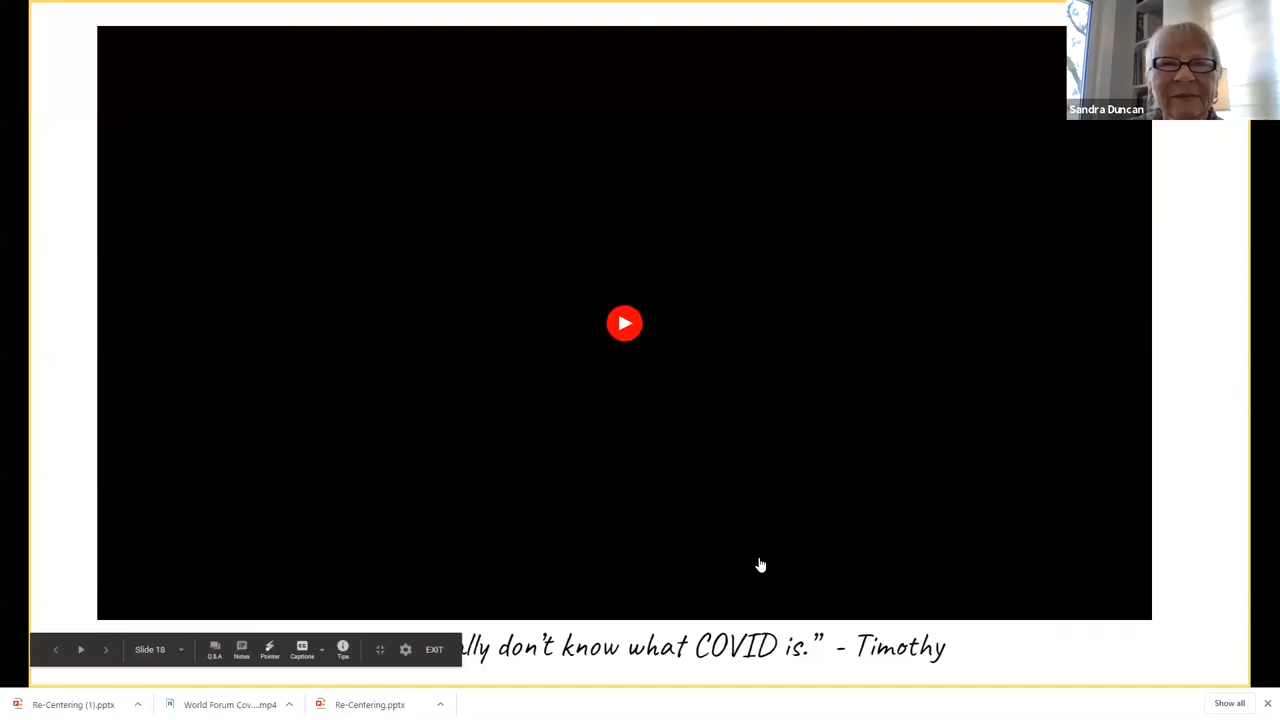 Sandra Duncan
ally don't know what COVID is." - Timothy
Slide 18
Q & A
Notes
Pointer
Captions
Tips
EXIT
Re-Centering (1).pptx
World Forum Cov....mp4
Re-Centering.pptx
Show all